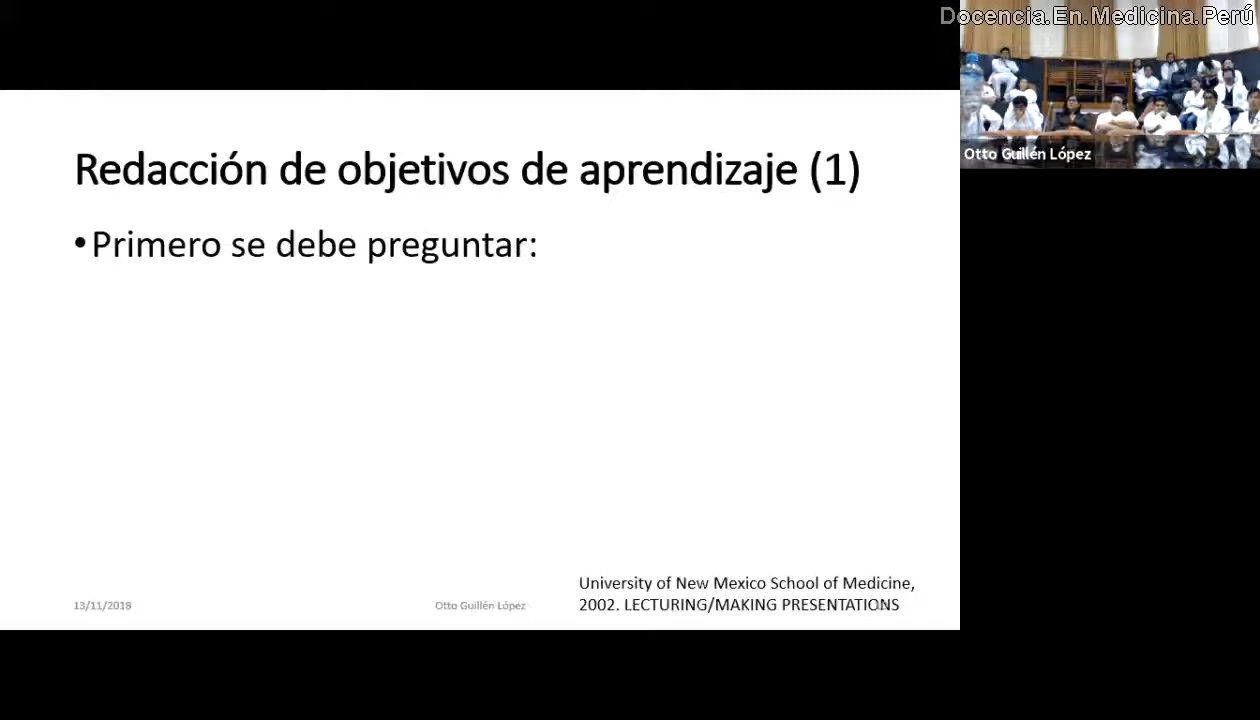 Docencia.En.Medicina.Perú
Otto Guillén López
Redacción de objetivos de aprendizaje (1)
•Primero se debe preguntar:
University of New Mexico School of Medicine,
2002. LECTURING/MAKING PRESENTATIONS
13/11/2018
Otto Guillén López